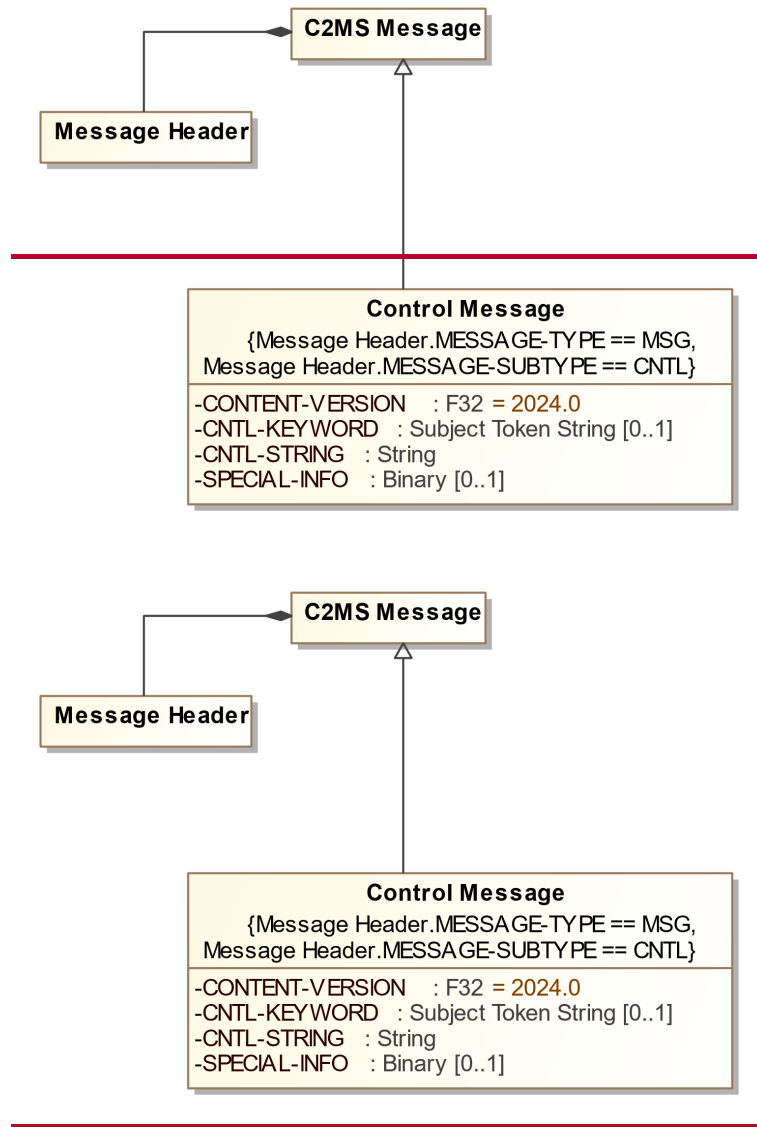 C2MS Message
Message Header
Control Message
{Message Header.MESSAGE-TYPE == MSG,
Message Header.MESSAGE-SUBTYPE == CNTL}
-CONTENT-VERSION : F32 = 2024.0
-CNTL-KEYWORD : Subject Token String [0..1]
-CNTL-STRING : String
-SPECIAL-INFO : Binary [0..1]
C2MS Message
Message Header
Control Message
{Message Header.MESSAGE-TYPE == MSG,
Message Header.MESSAGE-SUBTYPE == CNTL}
-CONTENT-VERSION : F32 = 2024.0
-CNTL-KEYWORD : Subject Token String [0..1]
-CNTL-STRING : String
-SPECIAL-INFO : Binary [0..1]